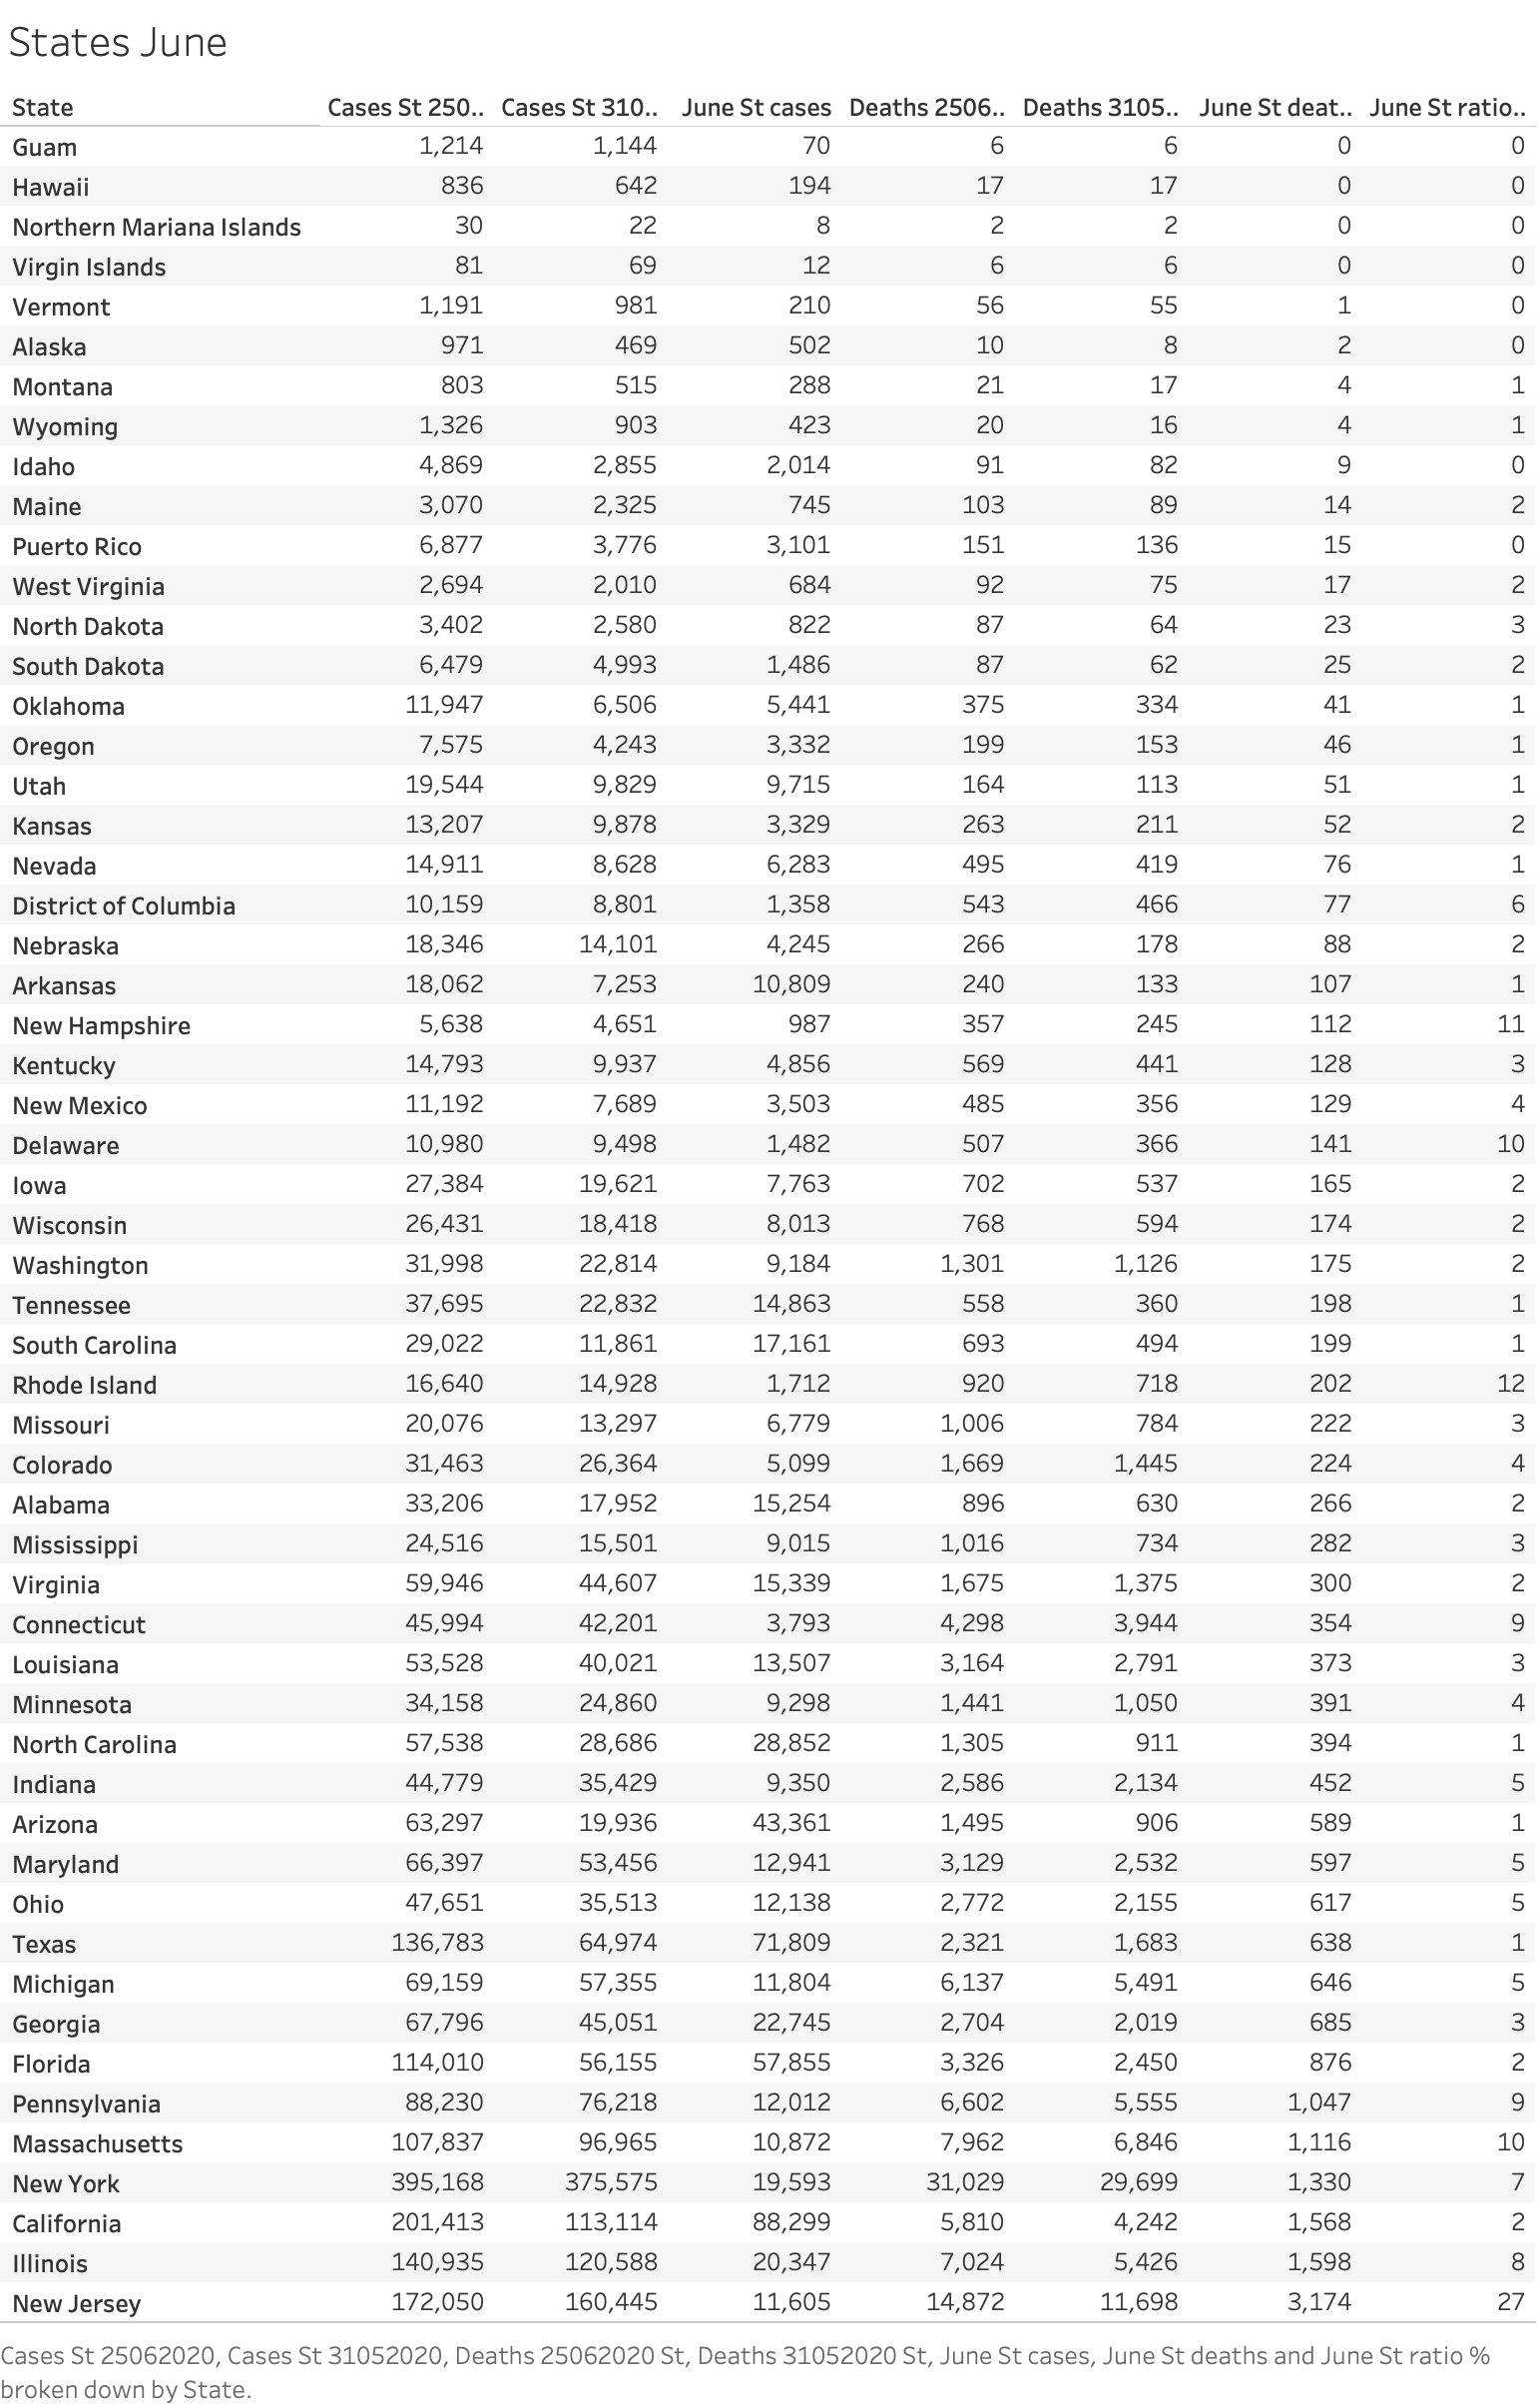 States June
State Cases St 250.. Cases St 310.. June St cases Deaths 2506.. Deaths 3105.. June St deat.. June St ratio..
Guam 1,214 1,144 70 6 6 0 0
Hawaii 836 642 194 17 17 0 0
Northern Mariana Islands 30 22 8 2 2 0 0
Virgin Islands 81 69 12 6 6 0 0
Vermont 1,191 981 210 56 55 1 0
Alaska 971 469 502 10 8 2 0
Montana 803 515 288 21 17 4 1
Wyoming 1,326 903 423 20 16 4 1
Idaho 4,869 2,855 2,014 91 82 9 0
Maine 3,070 2,325 745 103 89 14 2
Puerto Rico 6,877 3,776 3,101 151 136 15 0
West Virginia 2,694 2,010 684 92 75 17 2
North Dakota 3,402 2,580 822 87 64 23 3
South Dakota 6,479 4,993 1,486 87 62 25 2
Oklahoma 11,947 6,506 5,441 375 334 41 1
Oregon 7,575 4,243 3,332 199 153 46 1
Utah 19,544 9,829 9,715 164 113 51 1
Kansas 13,207 9,878 3,329 263 211 52 2
Nevada 14,911 8,628 6,283 495 419 76 1
District of Columbia 10,159 8,801 1,358 543 466 77 6
Nebraska 18,346 14,101 4,245 266 178 88 2
Arkansas 18,062 7,253 10,809 240 133 107 1
New Hampshire 5,638 4,651 987 357 245 112 11
Kentucky 14,793 9,937 4,856 569 441 128 3
New Mexico 11,192 7,689 3,503 485 356 129 4
Delaware 10,980 9,498 1,482 507 366 141 10
Iowa 27,384 19,621 7,763 702 537 165 2
Wisconsin 26,431 18,418 8,013 768 594 174 2
Washington 31,998 22,814 9,184 1,301 1,126 175 2
Tennessee 37,695 22,832 14,863 558 360 198 1
South Carolina 29,022 11,861 17,161 693 494 199 1
Rhode Island 16,640 14,928 1,712 920 718 202 12
Missouri 20,076 13,297 6,779 1,006 784 222 3
Colorado 31,463 26,364 5,099 1,669 1,445 224 4
Alabama 33,206 17,952 15,254 896 630 266 2
Mississippi 24,516 15,501 9,015 1,016 734 282 3
Virginia 59,946 44,607 15,339 1,675 1,375 300 2
Connecticut 45,994 42,201 3,793 4,298 3,944 354 9
Louisiana 53,528 40,021 13,507 3,164 2,791 373 3
Minnesota 34,158 24,860 9,298 1,441 1,050 391 4
North Carolina 57,538 28,686 28,852 1,305 911 394 1
Indiana 44,779 35,429 9,350 2,586 2,134 452 5
Arizona 63,297 19,936 43,361 1,495 906 589 1
Maryland 66,397 53,456 12,941 3,129 2,532 597 5
Ohio 47,651 35,513 12,138 2,772 2,155 617 5
Texas 136,783 64,974 71,809 2,321 1,683 638 1
Michigan 69,159 57,355 11,804 6,137 5,491 646 5
Georgia 67,796 45,051 22,745 2,704 2,019 685 3
Florida 114,010 56,155 57,855 3,326 2,450 876 2
Pennsylvania 88,230 76,218 12,012 6,602 5,555 1,047 9
Massachusetts 107,837 96,965 10,872 7,962 6,846 1,116 10
New York 395,168 375,575 19,593 31,029 29,699 1,330 7
California 201,413 113,114 88,299 5,810 4,242 1,568 2
Illinois 140,935 120,588 20,347 7,024 5,426 1,598 8
New Jersey 172,050 160,445 11,605 14,872 11,698 3,174 27
Cases St 25062020, Cases St 31052020, Deaths 25062020 St, Deaths 31052020 St, June St cases, June St deaths and June St ratio %
broken down by State.